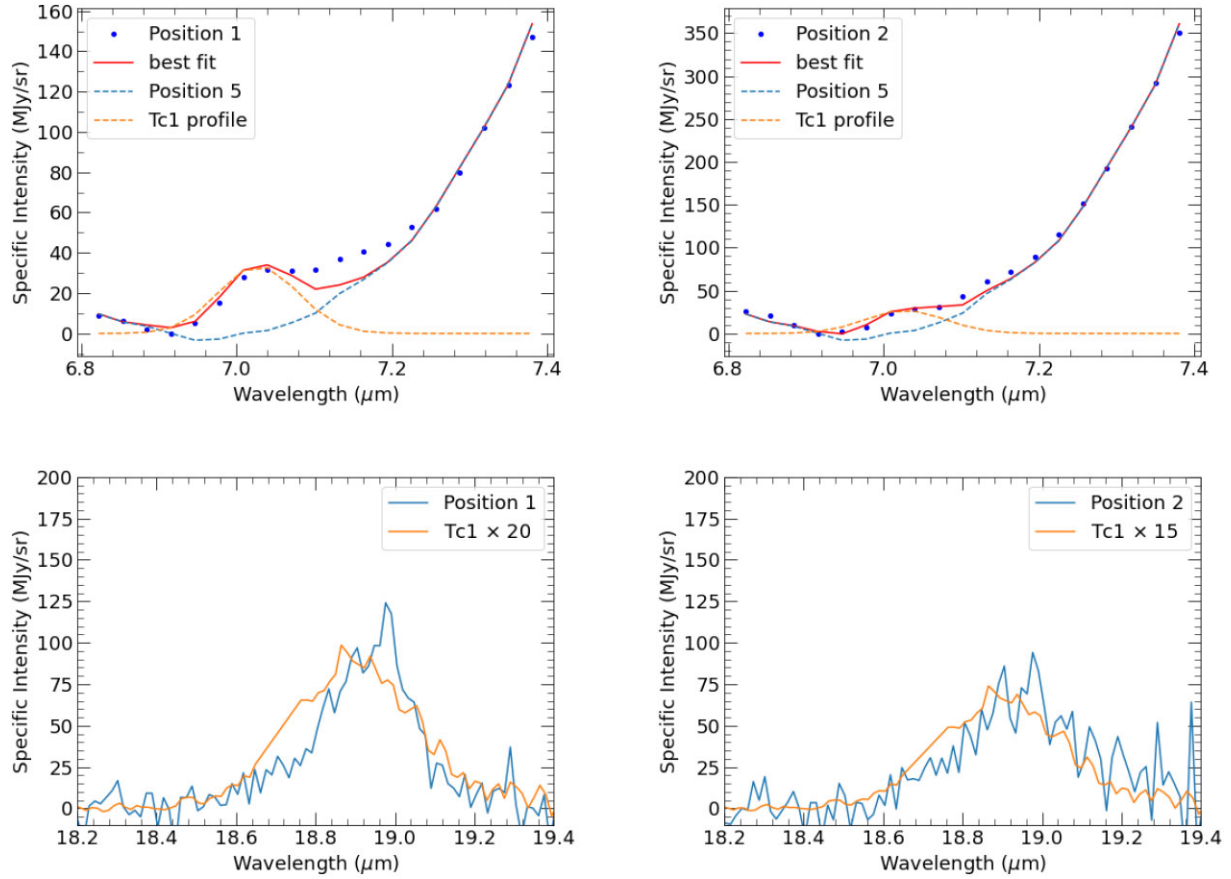 160
140
120
100
80
60
40
20
0
Specific Intensity (MJy/sr)
Position 1
best fit
Position 5
Tc1 profile
6.8 7.0 7.2 7.4
Wavelength (μm)
350
300
250
200
150
100
50
0
Specific Intensity (MJy/sr)
Position 2
best fit
Position 5
Tc1 profile
6.8 7.0 7.2 7.4
Wavelength (μm)
200
175
150
125
100
75
50
25
0
Specific Intensity (MJy/sr)
Position 1
Tc1 × 20
18.2 18.4 18.6 18.8 19.0 19.2 19.4
Wavelength (μm)
200
175
150
125
100
75
50
25
0
Specific Intensity (MJy/sr)
Position 2
Tc1 × 15
18.2 18.4 18.6 18.8 19.0 19.2 19.4
Wavelength (μm)